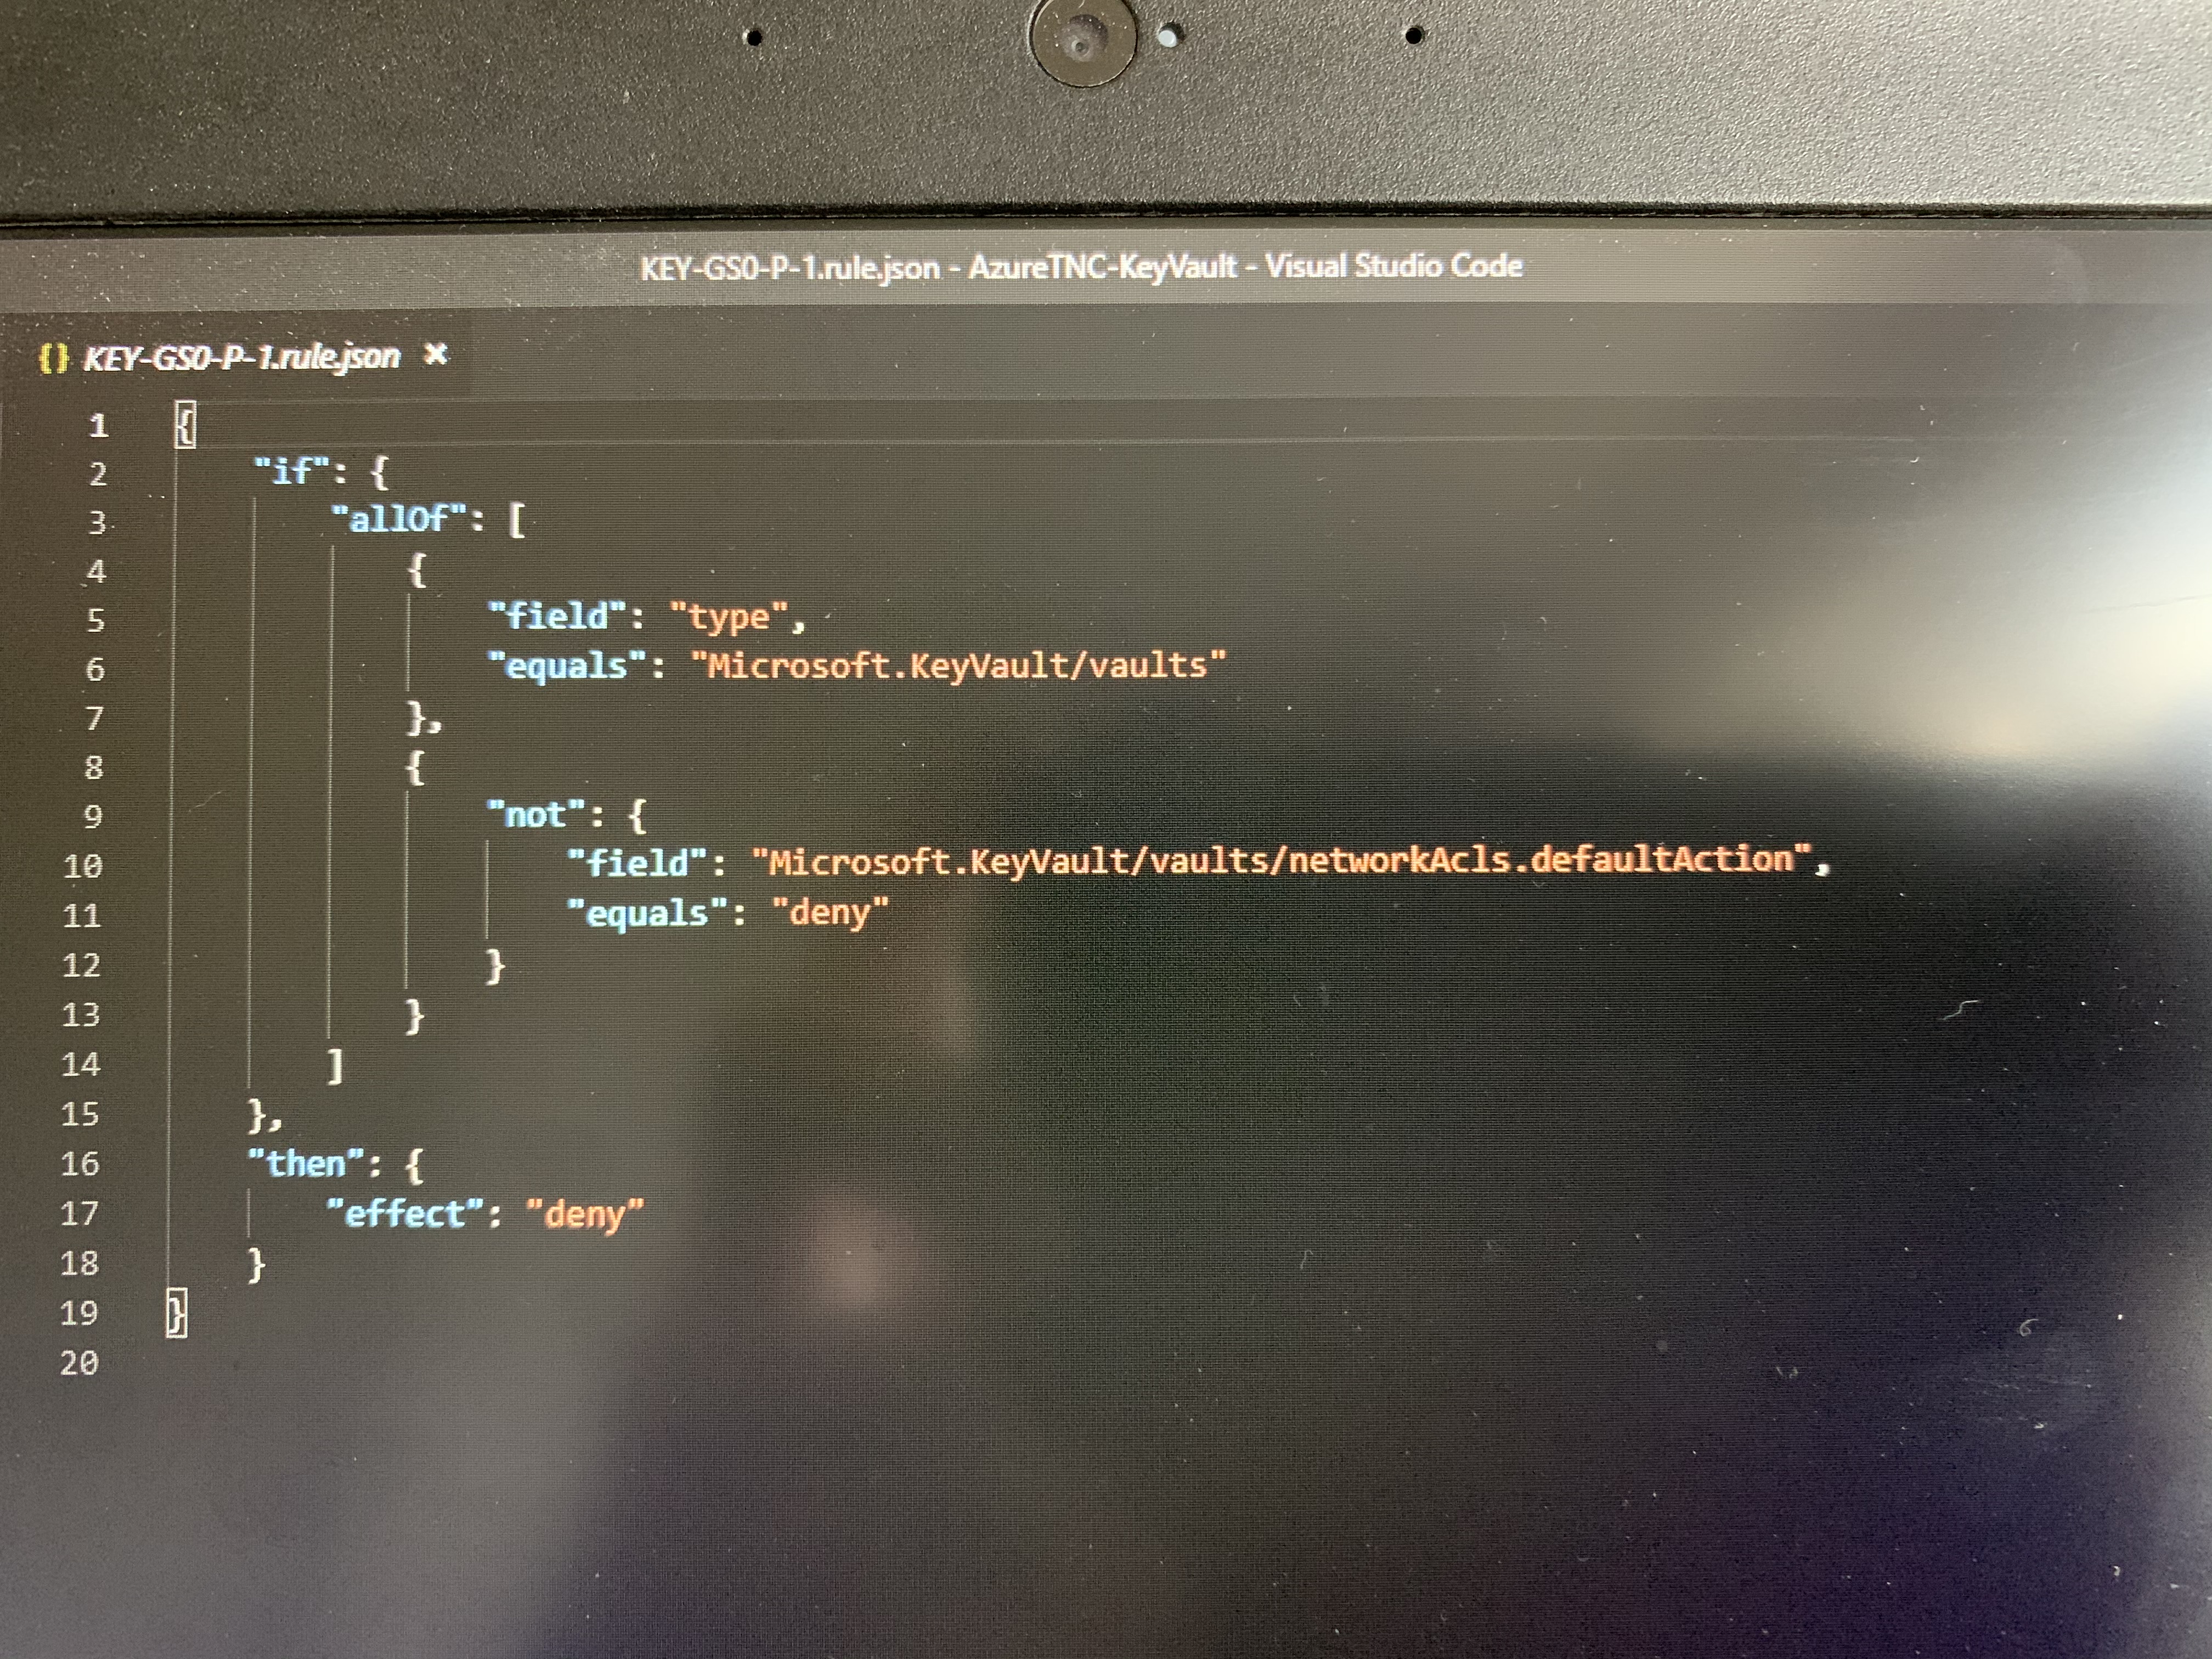 KEY-GS0-P-1.rule.json - AzureTNC-KeyVault - Visual Studio Code
{} KEY-GS0-P-1.rule.json ×
1 {
2     "if": {
3         "allOf": [
4             {
5                 "field": "type",
6                 "equals": "Microsoft.KeyVault/vaults"
7             },
8             {
9                 "not": {
10                     "field": "Microsoft.KeyVault/vaults/networkAcls.defaultAction",
11                     "equals": "deny"
12                 }
13             }
14         ]
15     },
16     "then": {
17         "effect": "deny"
18     }
19 }
20